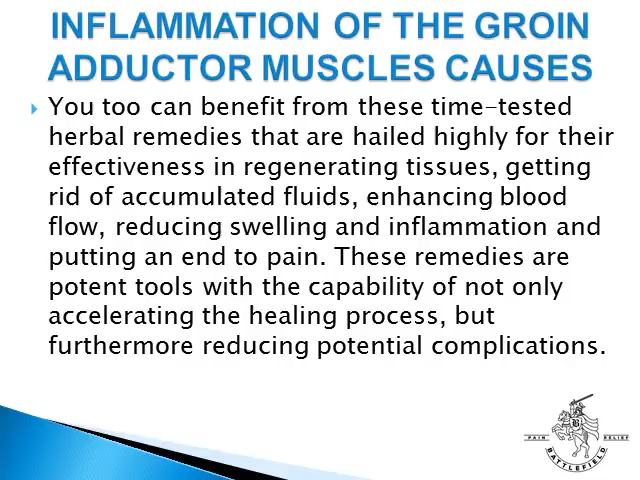 INFLAMMATION OF THE GROIN
ADDUCTOR MUSCLES CAUSES
You too can benefit from these time-tested
herbal remedies that are hailed highly for their
effectiveness in regenerating tissues, getting
rid of accumulated fluids, enhancing blood
flow, reducing swelling and inflammation and
putting an end to pain. These remedies are
potent tools with the capability of not only
accelerating the healing process, but
furthermore reducing potential complications.
PAIN RELIEF
BATTLEFIELD